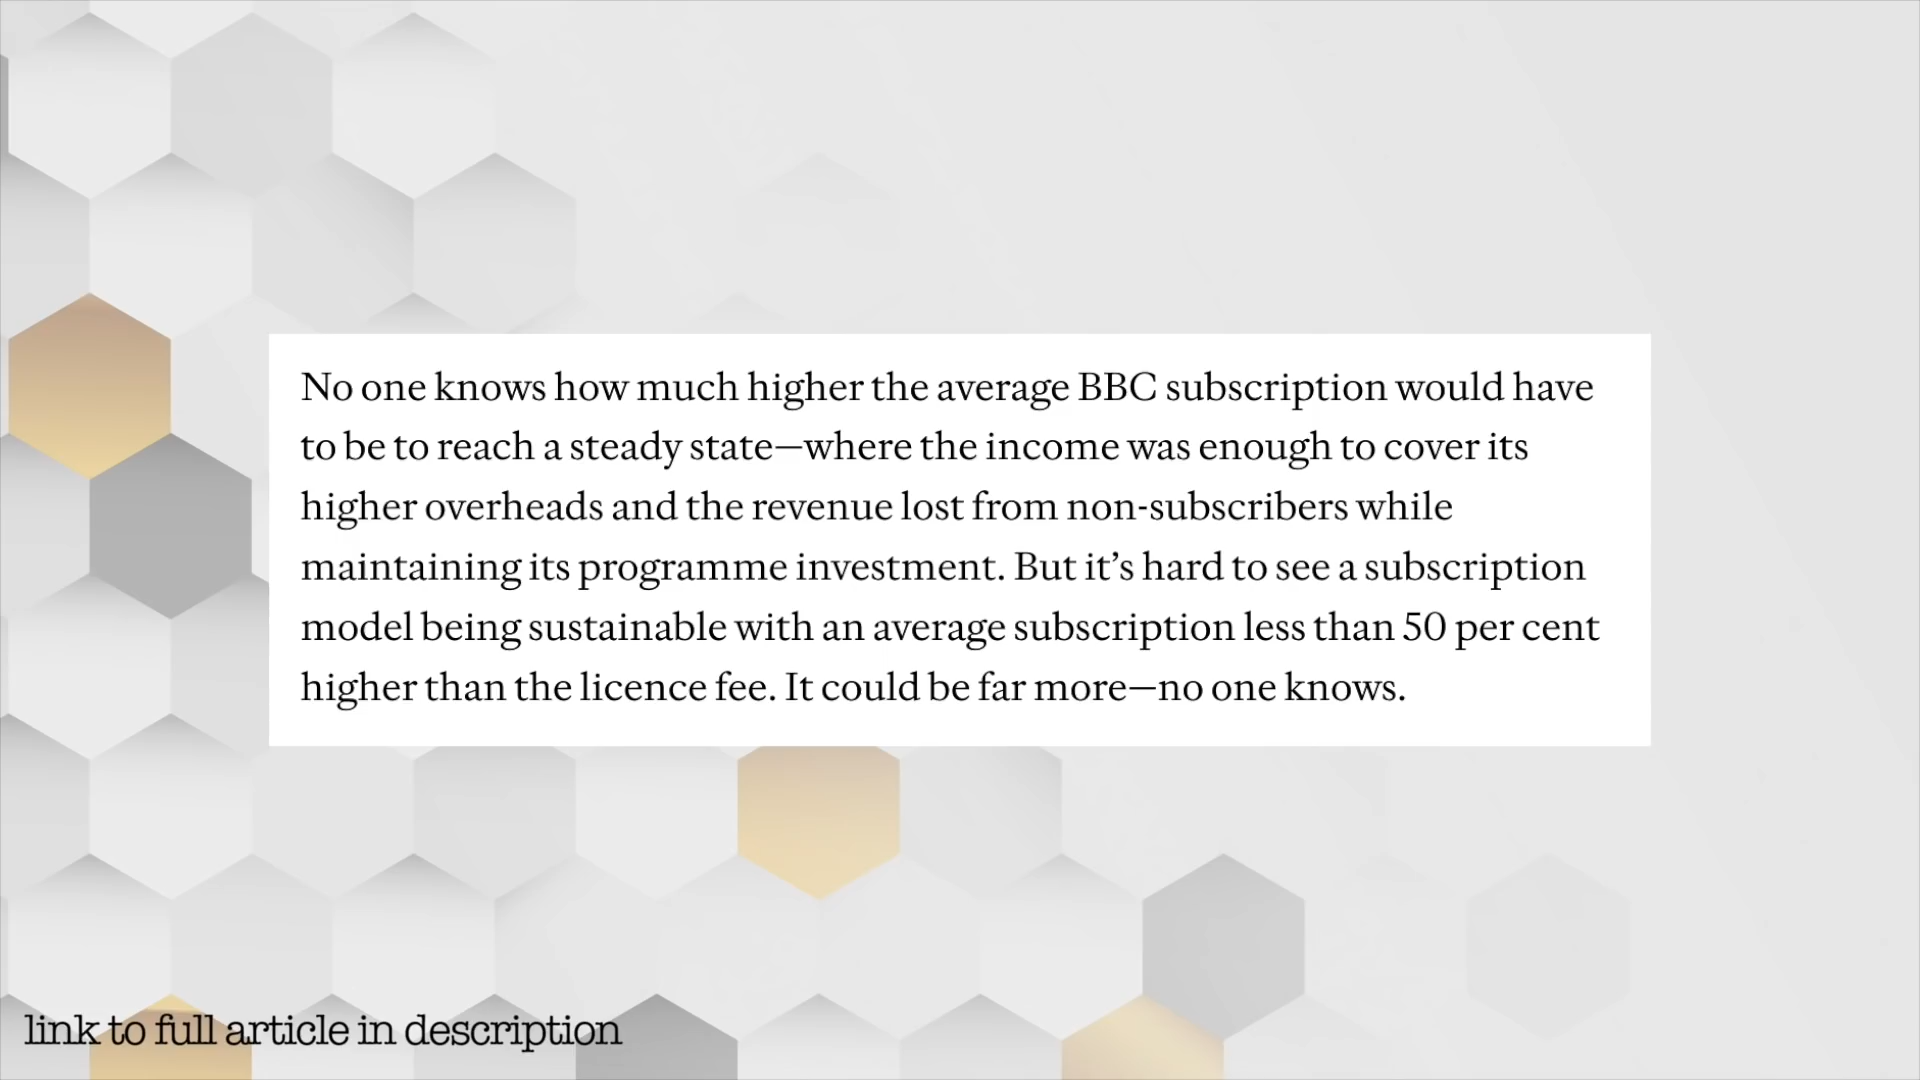 No one knows how much higher the average BBC subscription would have
to be to reach a steady state—where the income was enough to cover its
higher overheads and the revenue lost from non-subscribers while
maintaining its programme investment. But it’s hard to see a subscription
model being sustainable with an average subscription less than 50 per cent
higher than the licence fee. It could be far more—no one knows.
link to full article in description